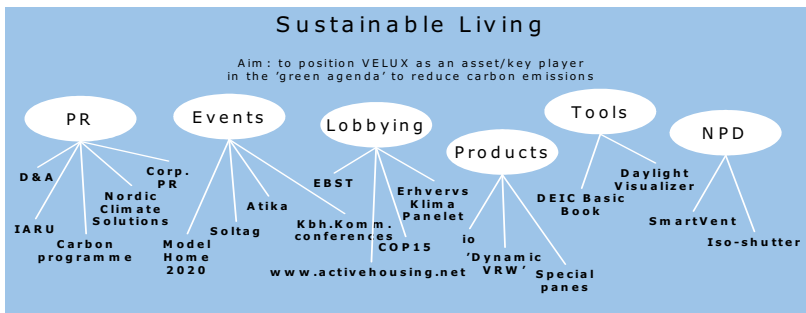 Sustainable Living
Aim: to position VELUX as an asset/key player
in the 'green agenda' to reduce carbon emissions
PR
Events
Lobbying
Products
Tools
NPD
D&A
IARU
Carbon
programme
Nordic
Climate
Solutions
Corp.
PR
Model
Home
2020
Soltag
Atika
Kbh.Komm.
conferences
EBST
www.activehousing.net
COP15
Erhvervs
Klima
Panelet
io
'Dynamic
VRW'
Special
panes
DEIC Basic
Book
Daylight
Visualizer
SmartVent
Iso-shutter